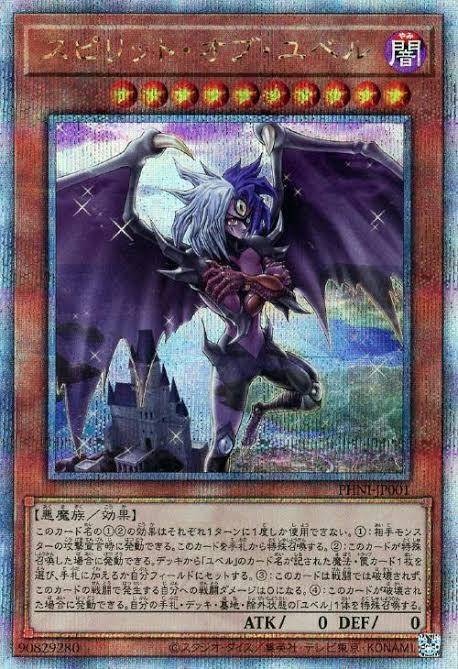 スピリット・オブ・ユベル
闇
やみ
PHNI-JP001
【悪魔族/効果】
このカード名の①②の効果はそれぞれ1ターンに1度しか使用できない。①:相手モンス
ターの攻撃宣言時に発動できる。このカードを手札から特殊召喚する。②:このカードが特殊
召喚した場合に発動できる。デッキから「ユベル」のカード名が記された魔法・罠カード1枚を
選び、手札に加えるか自分フィールドにセットする。③:このカードは戦闘では破壊されず、
このカードの戦闘で発生する自分への戦闘ダメージは0になる。④:このカードが破壊され
た場合に発動できる。自分の手札・デッキ・墓地・除外状態の「ユベル」1体を特殊召喚する。
ATK/ 0 DEF/ 0
90829280
©スタジオ・ダイス/集英社・テレビ東京・KONAMI